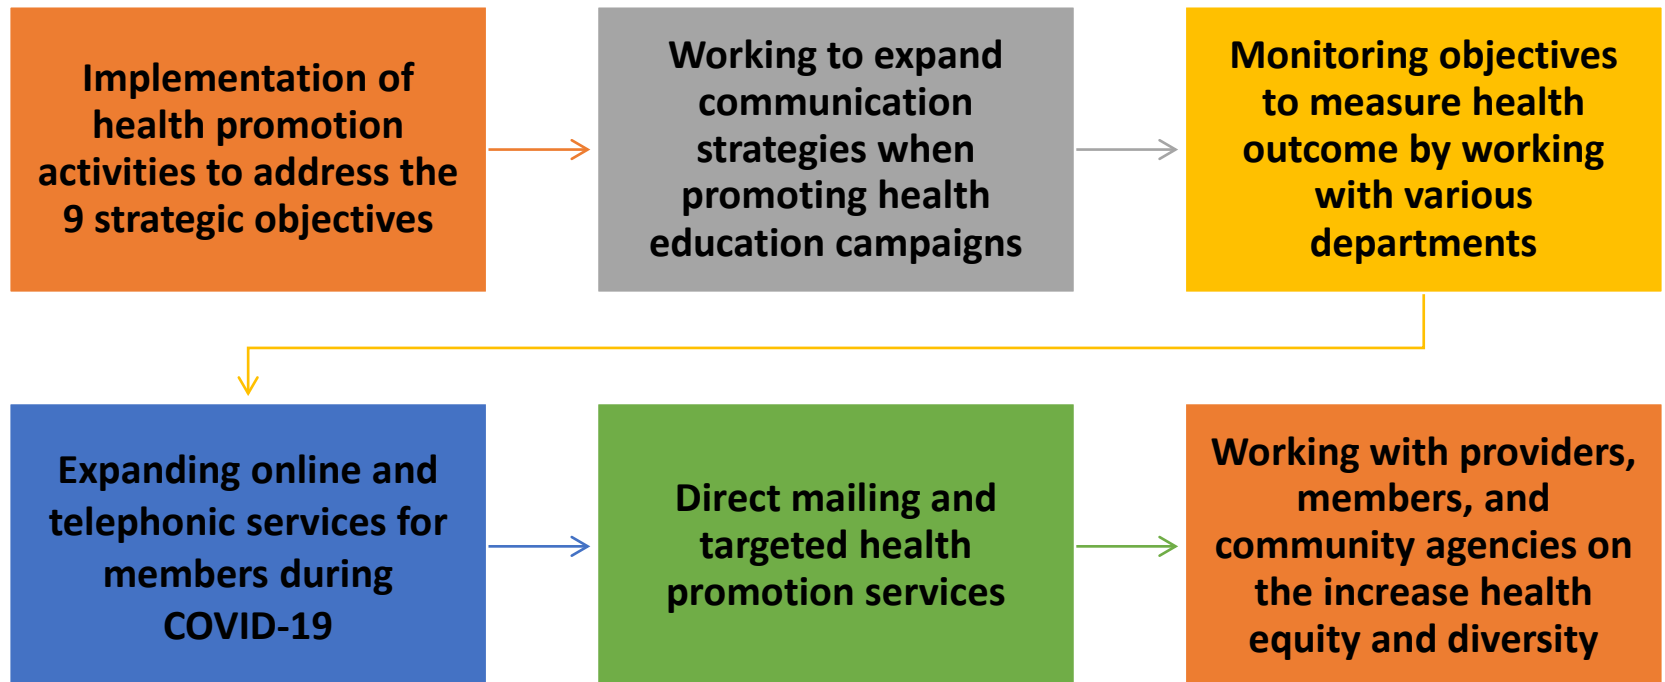 Implementation of
health promotion
activities to address the
9 strategic objectives
Working to expand
communication
strategies when
promoting health
education campaigns
Monitoring objectives
to measure health
outcome by working
with various
departments
Expanding online and
telephonic services for
members during
COVID-19
Direct mailing and
targeted health
promotion services
Working with providers,
members, and
community agencies on
the increase health
equity and diversity